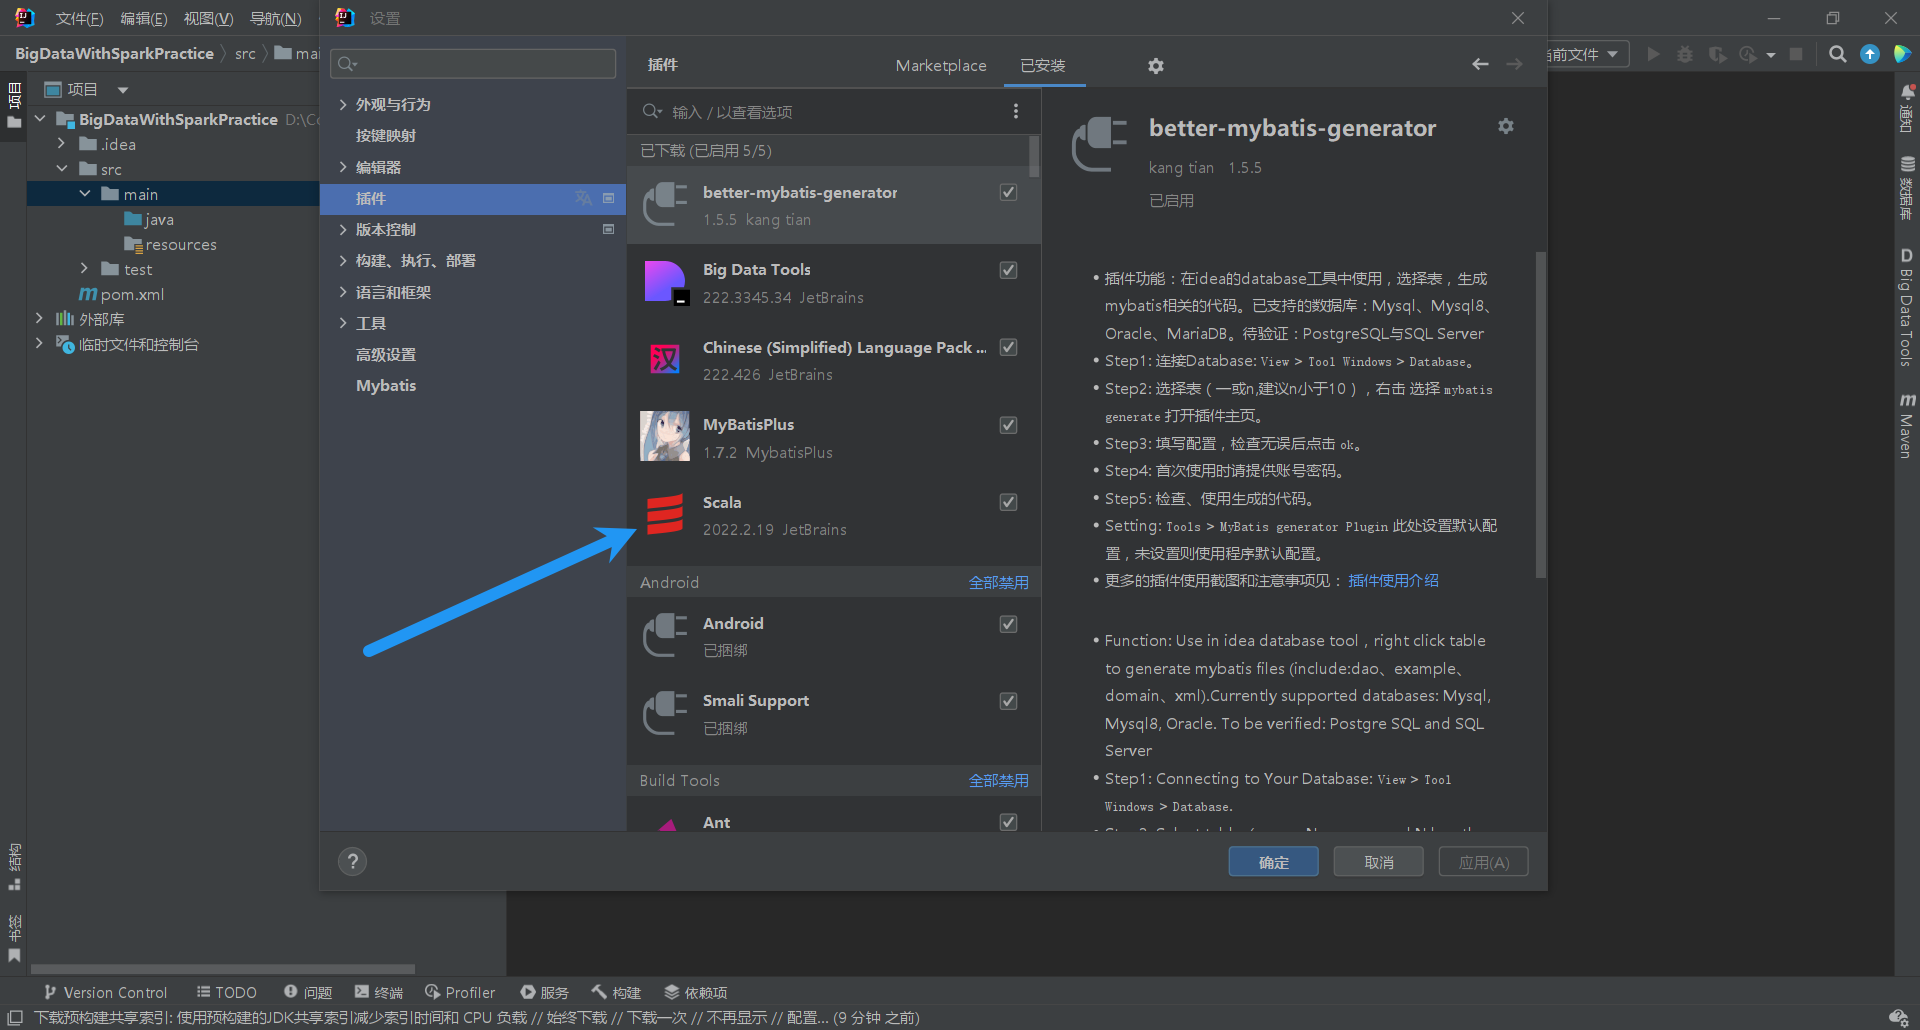 文件(F) 编辑(E) 视图(V) 导航(N)
设置
BigDataWithSparkPractice src
当前文件
项目
项目
BigDataWithSparkPractice
.idea
src
main
java
resources
test
pom.xml
外部库
临时文件和控制台
结构
书签
外观与行为
按键映射
编辑器
插件
版本控制
构建、执行、部署
语言和框架
工具
高级设置
Mybatis
插件 Marketplace 已安装
输入 / 以查看选项
已下载 (已启用 5/5)
better-mybatis-generator
1.5.5 kang tian
Big Data Tools
222.3345.34 JetBrains
汉
Chinese (Simplified) Language Pack ...
222.426 JetBrains
MyBatisPlus
1.7.2 MybatisPlus
Scala
2022.2.19 JetBrains
Android 全部禁用
Android
已捆绑
Smali Support
已捆绑
Build Tools 全部禁用
Ant
better-mybatis-generator
kang tian 1.5.5
已启用
• 插件功能：在idea的database工具中使用，选择表，生成
mybatis相关的代码。已支持的数据库：Mysql、Mysql8、
Oracle、MariaDB。待验证：PostgreSQL与SQL Server
• Step1: 连接Database: View > Tool Windows > Database。
• Step2: 选择表（一或n,建议n小于10），右击 选择 mybatis
generate 打开插件主页。
• Step3: 填写配置，检查无误后点击 ok。
• Step4: 首次使用时请提供账号密码。
• Step5: 检查、使用生成的代码。
• Setting: Tools > MyBatis generator Plugin 此处设置默认配
置，未设置则使用程序默认配置。
• 更多的插件使用截图和注意事项见： 插件使用介绍
• Function: Use in idea database tool，right click table
to generate mybatis files (include:dao、example、
domain、xml).Currently supported databases: Mysql,
Mysql8, Oracle. To be verified: Postgre SQL and SQL
Server
• Step1: Connecting to Your Database: View > Tool
Windows > Database.
? 确定 取消 应用(A)
通知
数据库
D Big Data Tools
m Maven
Version Control TODO 问题 终端 Profiler 服务 构建 依赖项
下载预构建共享索引: 使用预构建的JDK共享索引减少索引时间和 CPU 负载 // 始终下载 // 下载一次 // 不再显示 // 配置... (9 分钟 之前)